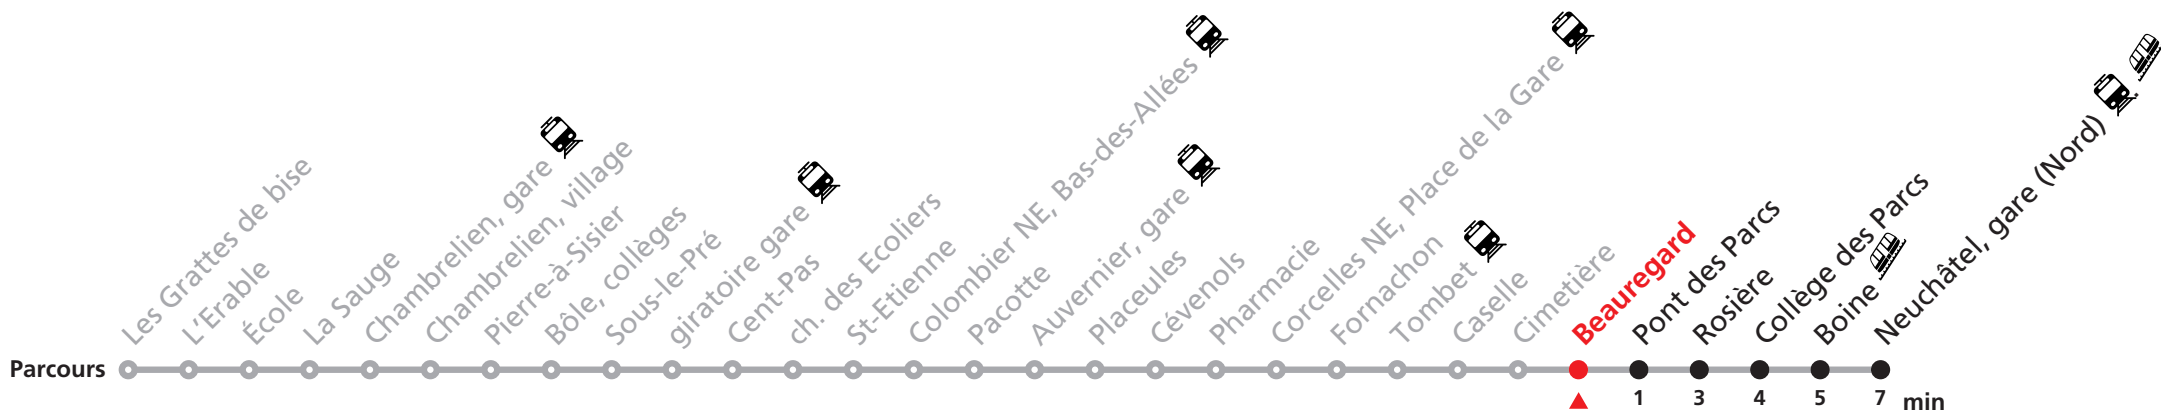 Les Grattes de bise
L'Erable
École
La Sauge
Chambrelien, gare
Chambrelien, village
Pierre-à-Sisier
Bôle, collèges
Sous-le-Pré
giratoire gare
Cent-Pas
ch. des Ecoliers
St-Etienne
Colombier NE, Bas-des-Allées
Pacotte
Auvernier, gare
Placeules
Cévenols
Pharmacie
Corcelles NE, Place de la Gare
Fornachon
Tombet
Caselle
Cimetière
Beauregard
Pont des Parcs
Rosière
Collège des Parcs
Boine
Neuchâtel, gare (Nord)
Parcours
1 3 4 5 7 min